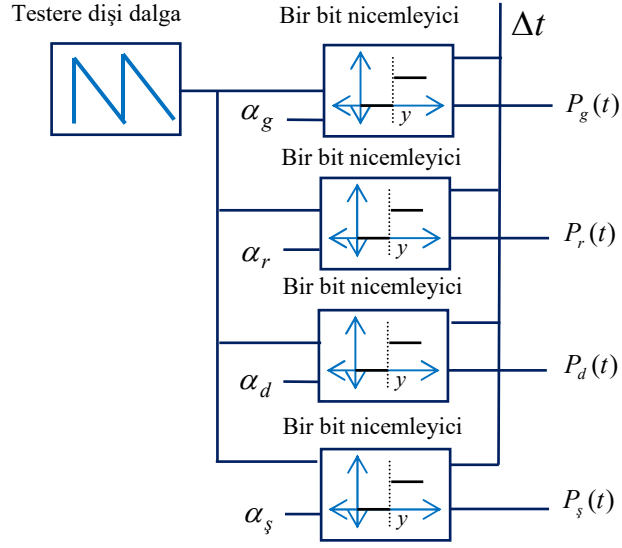 Testere dişi dalga
Bir bit nicemleyici
Δt
α_g
y
P_g(t)
Bir bit nicemleyici
α_r
y
P_r(t)
Bir bit nicemleyici
α_d
y
P_d(t)
Bir bit nicemleyici
α_ş
y
P_ş(t)